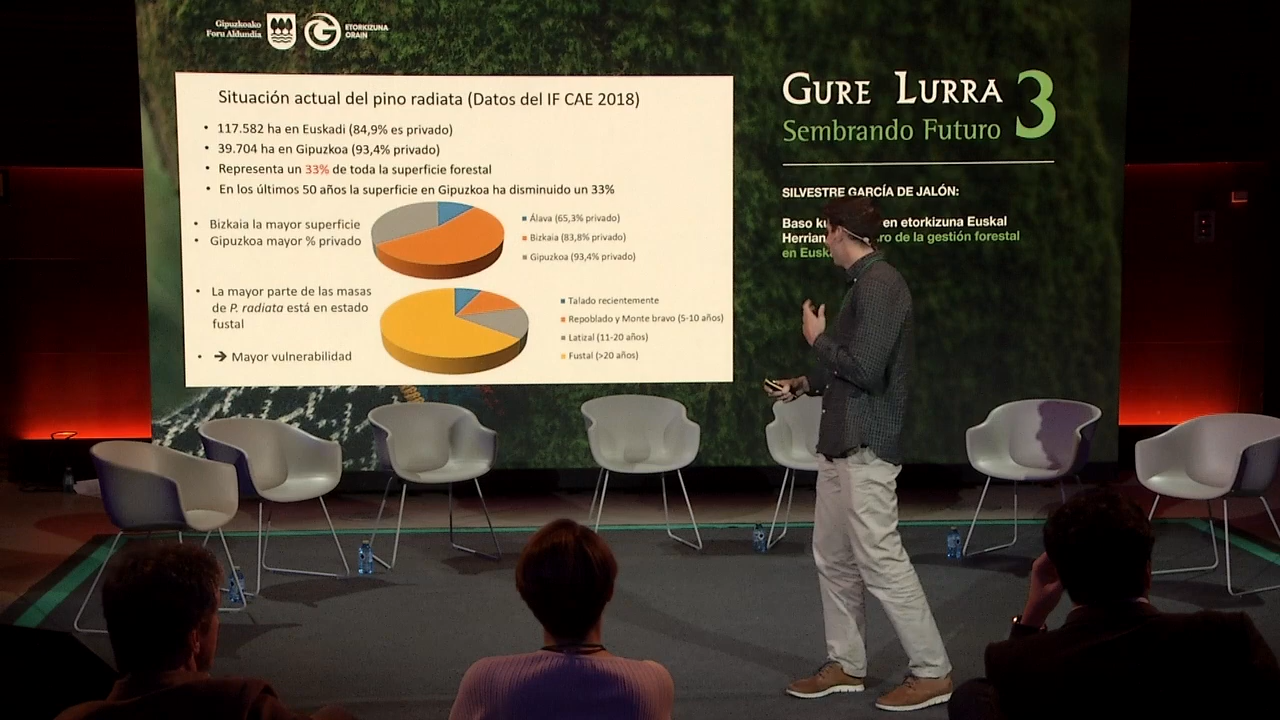 Gipuzkoako
Foru Aldundia
ETORKIZUNA
ORAIN
Situación actual del pino radiata (Datos del IF CAE 2018)
• 117.582 ha en Euskadi (84,9% es privado)
• 39.704 ha en Gipuzkoa (93,4% privado)
• Representa un 33% de toda la superficie forestal
• En los últimos 50 años la superficie en Gipuzkoa ha disminuido un 33%
• Bizkaia la mayor superficie
• Gipuzkoa mayor % privado
Álava (65,3% privado)
Bizkaia (83,8% privado)
Gipuzkoa (93,4% privado)
• La mayor parte de las masas
de P. radiata está en estado
fustal
• → Mayor vulnerabilidad
Talado recientemente
Repoblado y Monte bravo (5-10 años)
Latizal (11-20 años)
Fustal (>20 años)
GURE LURRA 3
Sembrando Futuro
SILVESTRE GARCÍA DE JALÓN:
Baso en etorkizuna Euskal
de la gestión forestal
en